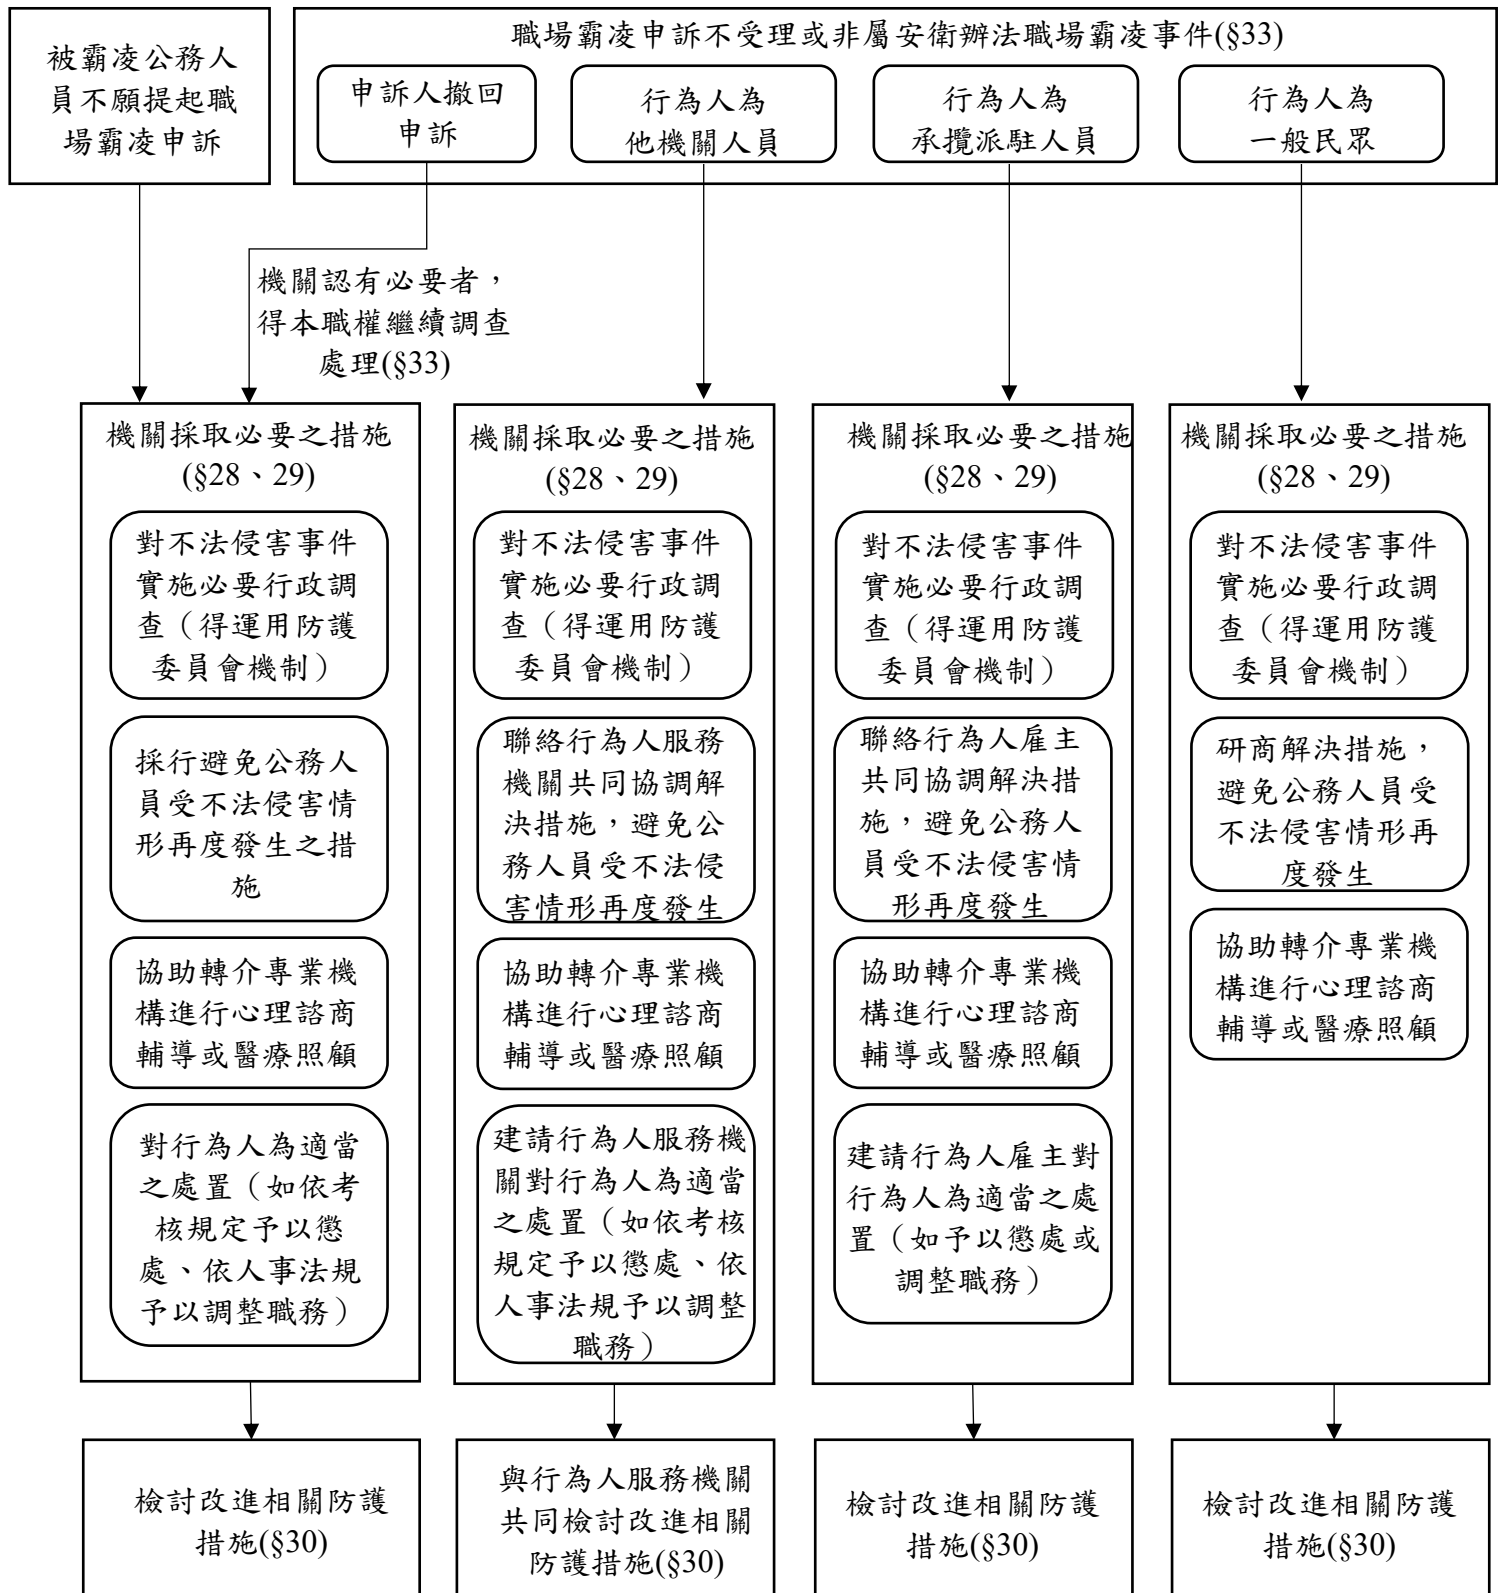 被霸凌公務人
員不願提起職
場霸凌申訴
職場霸凌申訴不受理或非屬安衛辦法職場霸凌事件(§33)
申訴人撤回
申訴
行為人為
他機關人員
行為人為
承攬派駐人員
行為人為
一般民眾
機關認有必要者，
得本職權繼續調查
處理(§33)
機關採取必要之措施
(§28、29)
對不法侵害事件
實施必要行政調
查（得運用防護
委員會機制）
採行避免公務人
員受不法侵害情
形再度發生之措
施
協助轉介專業機
構進行心理諮商
輔導或醫療照顧
對行為人為適當
之處置（如依考
核規定予以懲
處、依人事法規
予以調整職務）
檢討改進相關防護
措施(§30)
機關採取必要之措施
(§28、29)
對不法侵害事件
實施必要行政調
查（得運用防護
委員會機制）
聯絡行為人服務
機關共同協調解
決措施，避免公
務人員受不法侵
害情形再度發生
協助轉介專業機
構進行心理諮商
輔導或醫療照顧
建請行為人服務機
關對行為人為適當
之處置（如依考核
規定予以懲處、依
人事法規予以調整
職務）
與行為人服務機關
共同檢討改進相關
防護措施(§30)
機關採取必要之措施
(§28、29)
對不法侵害事件
實施必要行政調
查（得運用防護
委員會機制）
聯絡行為人雇主
共同協調解決措
施，避免公務人
員受不法侵害情
形再度發生
協助轉介專業機
構進行心理諮商
輔導或醫療照顧
建請行為人雇主對
行為人為適當之處
置（如予以懲處或
調整職務）
檢討改進相關防護
措施(§30)
機關採取必要之措施
(§28、29)
對不法侵害事件
實施必要行政調
查（得運用防護
委員會機制）
研商解決措施，
避免公務人員受
不法侵害情形再
度發生
協助轉介專業機
構進行心理諮商
輔導或醫療照顧
檢討改進相關防護
措施(§30)